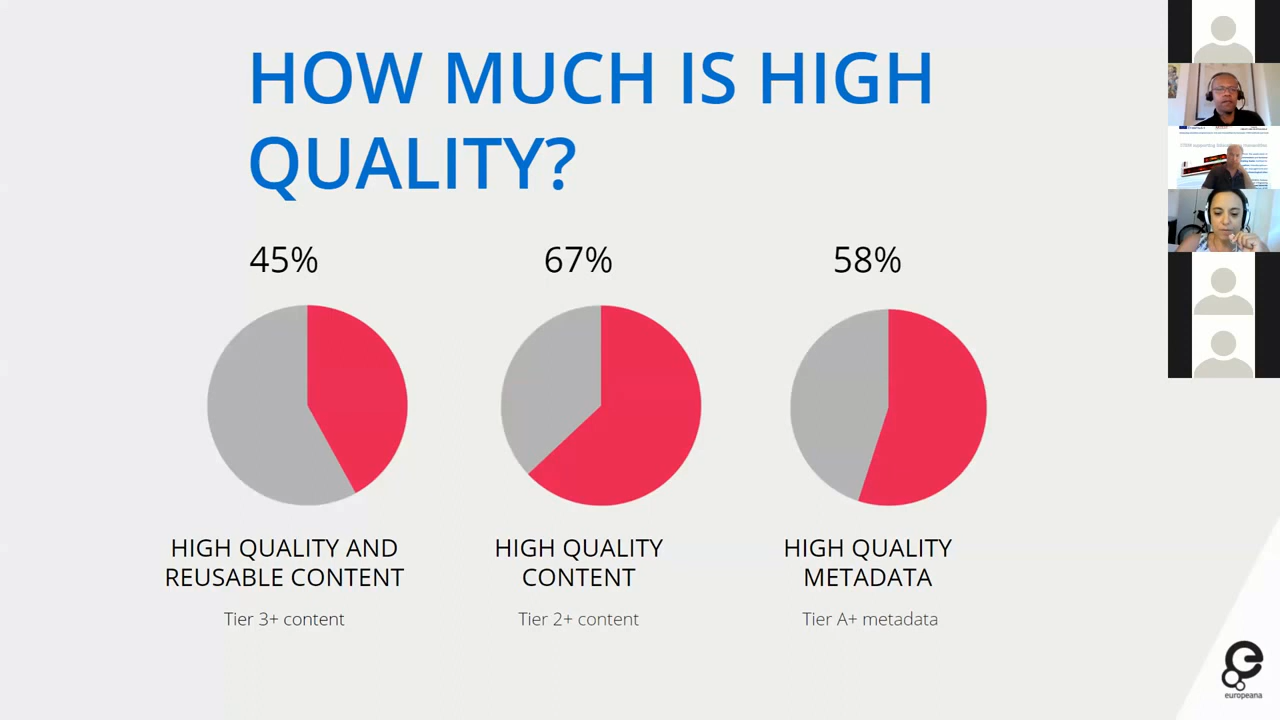 HOW MUCH IS HIGH
QUALITY?
45%
67%
58%
HIGH QUALITY AND
REUSABLE CONTENT
Tier 3+ content
HIGH QUALITY
CONTENT
Tier 2+ content
HIGH QUALITY
METADATA
Tier A+ metadata
europeana